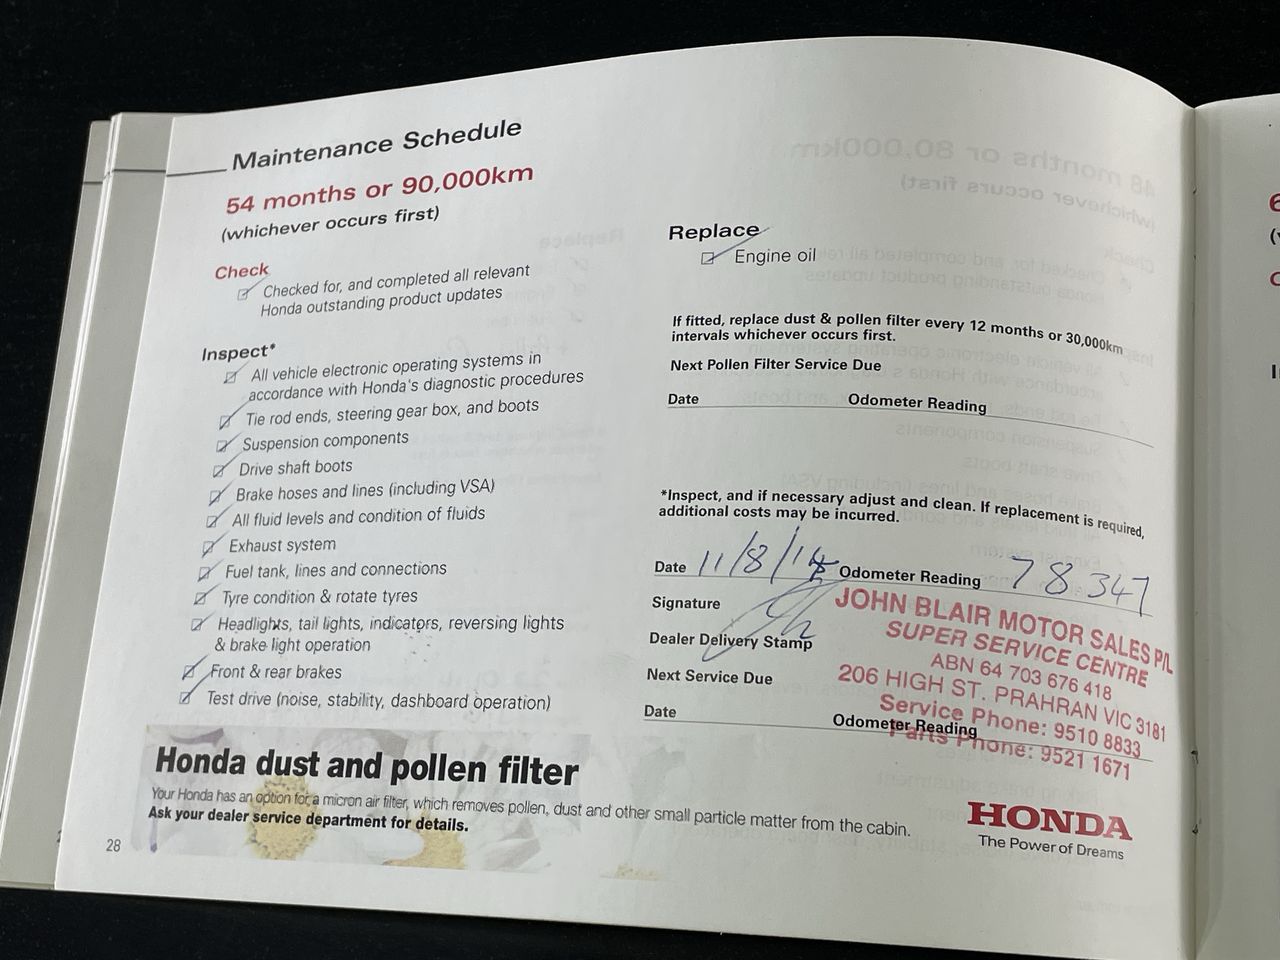 Maintenance Schedule
54 months or 90,000km
(whichever occurs first)
Check
Checked for, and completed all relevant
Honda outstanding product updates
Inspect*
All vehicle electronic operating systems in
accordance with Honda's diagnostic procedures
Tie rod ends, steering gear box, and boots
Suspension components
Drive shaft boots
Brake hoses and lines (including VSA)
All fluid levels and condition of fluids
Exhaust system
Fuel tank, lines and connections
Tyre condition & rotate tyres
Headlights, tail lights, indicators, reversing lights
& brake light operation
Front & rear brakes
Test drive (noise, stability, dashboard operation)
Replace
Engine oil
If fitted, replace dust & pollen filter every 12 months or 30,000km
intervals whichever occurs first.
Next Pollen Filter Service Due
Date Odometer Reading
*Inspect, and if necessary adjust and clean. If replacement is required,
additional costs may be incurred.
Date 11/8/14 Odometer Reading 78347
Signature
Dealer Delivery Stamp
Next Service Due
Date Odometer Reading
JOHN BLAIR MOTOR SALES P/L
SUPER SERVICE CENTRE
ABN 64 703 676 418
206 HIGH ST. PRAHRAN VIC 3181
Service Phone: 9510 8833
Parts Phone: 9521 1671
Honda dust and pollen filter
Your Honda has an option for a micron air filter, which removes pollen, dust and other small particle matter from the cabin.
Ask your dealer service department for details.
HONDA
The Power of Dreams
28